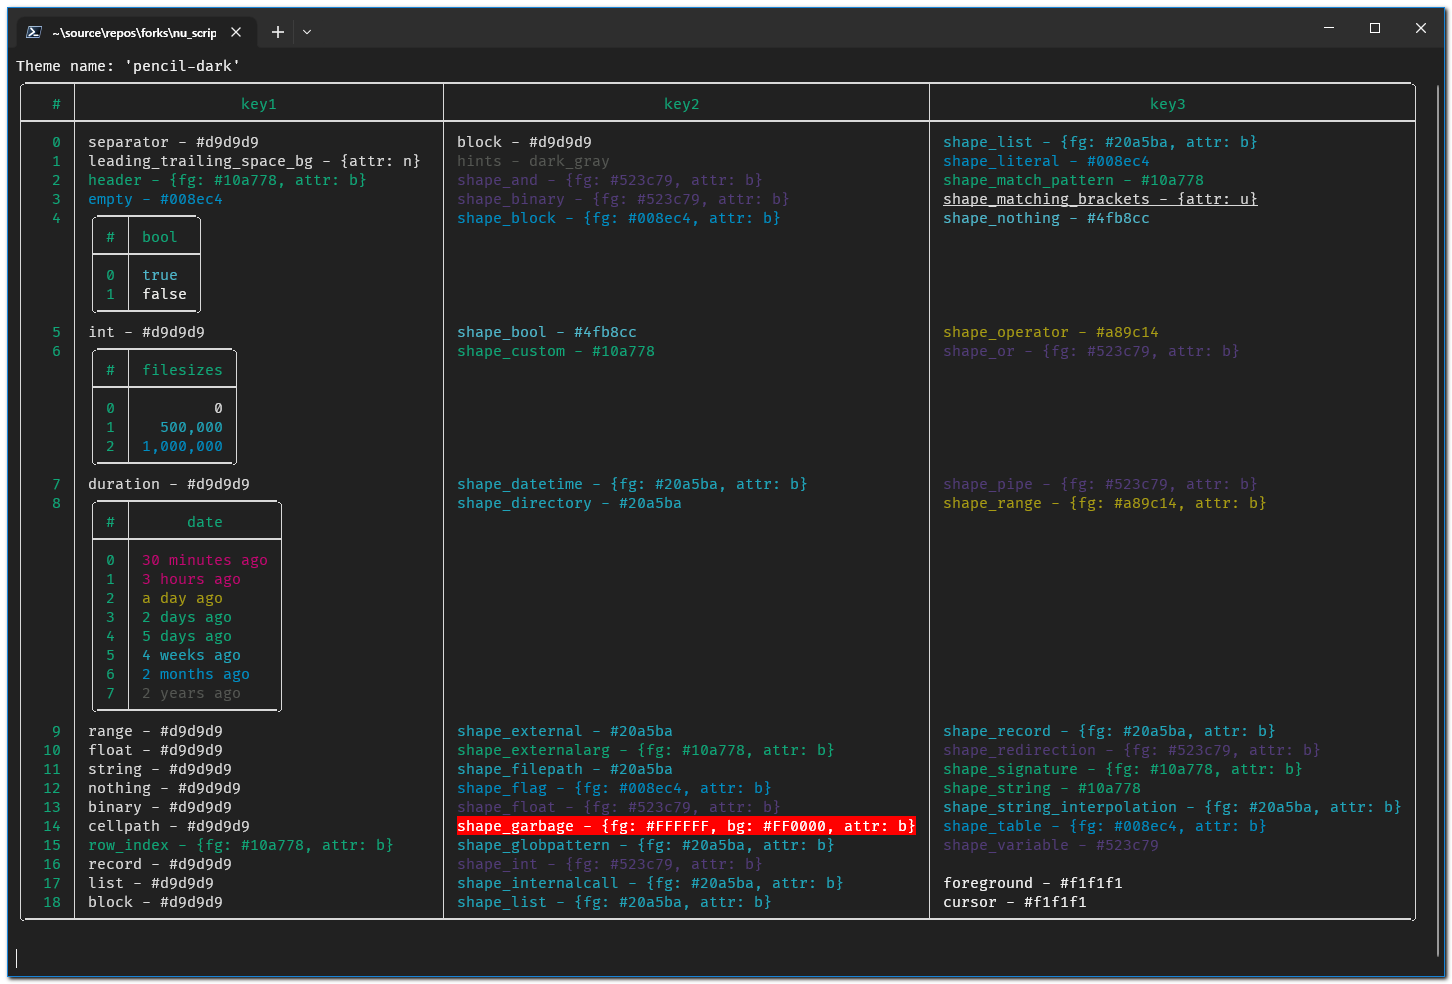 ~\source\repos\forks\nu_scrip
Theme name: 'pencil-dark'
# key1 key2 key3
0 separator - #d9d9d9 block - #d9d9d9 shape_list - {fg: #20a5ba, attr: b}
1 leading_trailing_space_bg - {attr: n} hints - dark_gray shape_literal - #008ec4
2 header - {fg: #10a778, attr: b} shape_and - {fg: #523c79, attr: b} shape_match_pattern - #10a778
3 empty - #008ec4 shape_binary - {fg: #523c79, attr: b} shape_matching_brackets - {attr: u}
4 shape_block - {fg: #008ec4, attr: b} shape_nothing - #4fb8cc
# bool
0 true
1 false
5 int - #d9d9d9 shape_bool - #4fb8cc shape_operator - #a89c14
6 shape_custom - #10a778 shape_or - {fg: #523c79, attr: b}
# filesizes
0 0
1 500,000
2 1,000,000
7 duration - #d9d9d9 shape_datetime - {fg: #20a5ba, attr: b} shape_pipe - {fg: #523c79, attr: b}
8 shape_directory - #20a5ba shape_range - {fg: #a89c14, attr: b}
# date
0 30 minutes ago
1 3 hours ago
2 a day ago
3 2 days ago
4 5 days ago
5 4 weeks ago
6 2 months ago
7 2 years ago
9 range - #d9d9d9 shape_external - #20a5ba shape_record - {fg: #20a5ba, attr: b}
10 float - #d9d9d9 shape_externalarg - {fg: #10a778, attr: b} shape_redirection - {fg: #523c79, attr: b}
11 string - #d9d9d9 shape_filepath - #20a5ba shape_signature - {fg: #10a778, attr: b}
12 nothing - #d9d9d9 shape_flag - {fg: #008ec4, attr: b} shape_string - #10a778
13 binary - #d9d9d9 shape_float - {fg: #523c79, attr: b} shape_string_interpolation - {fg: #20a5ba, attr: b}
14 cellpath - #d9d9d9 shape_garbage - {fg: #FFFFFF, bg: #FF0000, attr: b} shape_table - {fg: #008ec4, attr: b}
15 row_index - {fg: #10a778, attr: b} shape_globpattern - {fg: #20a5ba, attr: b} shape_variable - #523c79
16 record - #d9d9d9 shape_int - {fg: #523c79, attr: b}
17 list - #d9d9d9 shape_internalcall - {fg: #20a5ba, attr: b} foreground - #f1f1f1
18 block - #d9d9d9 shape_list - {fg: #20a5ba, attr: b} cursor - #f1f1f1